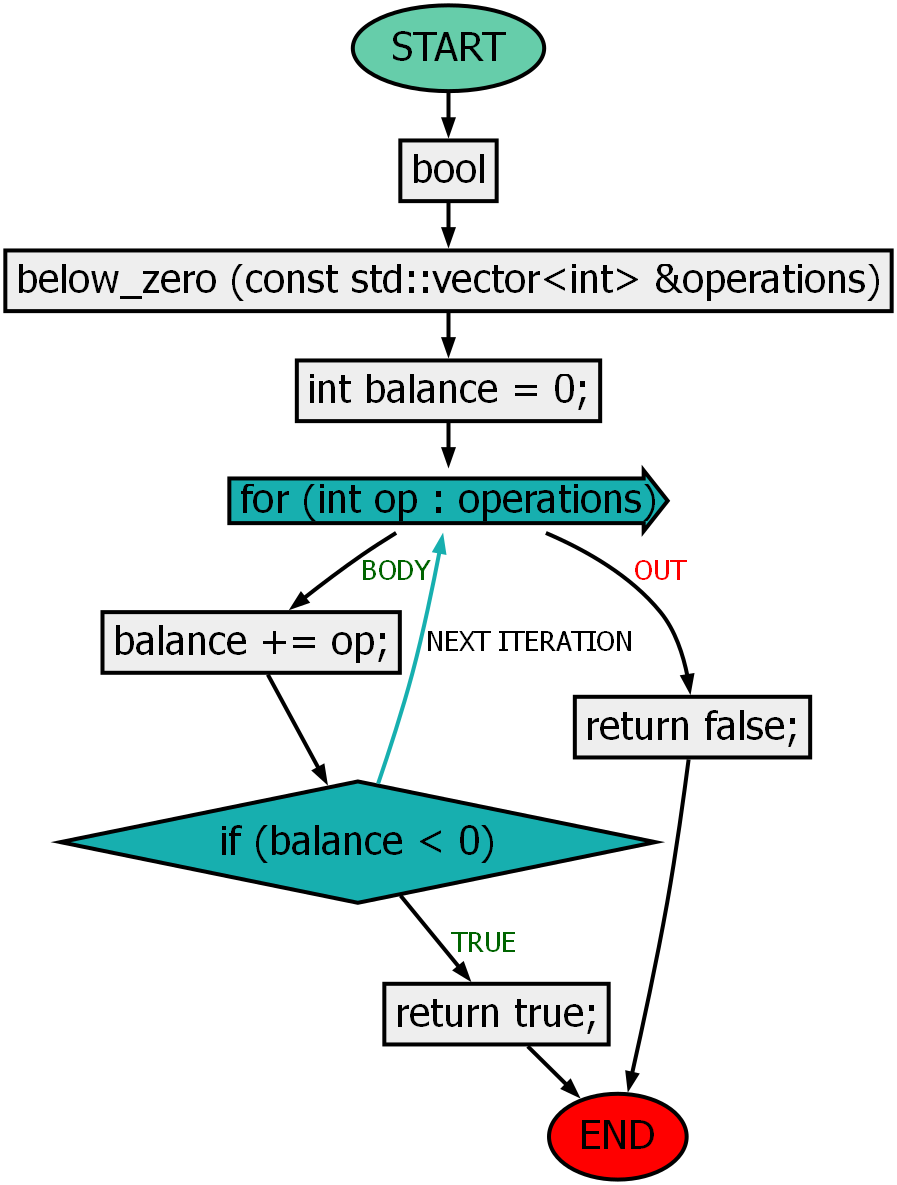 START
bool
below_zero (const std::vector<int> &operations)
int balance = 0;
for (int op : operations)
BODY
OUT
balance += op;
NEXT ITERATION
return false;
if (balance < 0)
TRUE
return true;
END